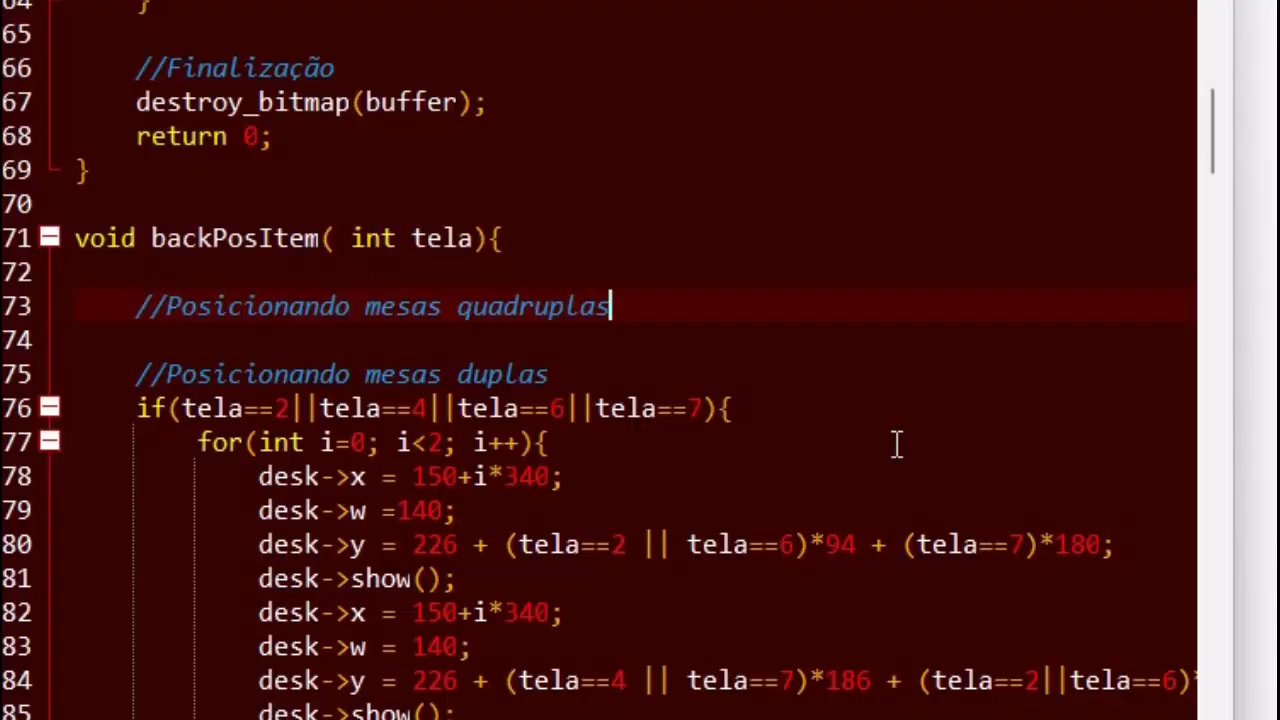 64 }
65
66 //Finalização
67 destroy_bitmap(buffer);
68 return 0;
69 }
70
71 void backPosItem( int tela){
72
73 //Posicionando mesas quadruplas
74
75 //Posicionando mesas duplas
76 if(tela==2||tela==4||tela==6||tela==7){
77 for(int i=0; i<2; i++){
78 desk->x = 150+i*340;
79 desk->w =140;
80 desk->y = 226 + (tela==2 || tela==6)*94 + (tela==7)*180;
81 desk->show();
82 desk->x = 150+i*340;
83 desk->w = 140;
84 desk->y = 226 + (tela==4 || tela==7)*186 + (tela==2||tela==6)*
85 desk->show();